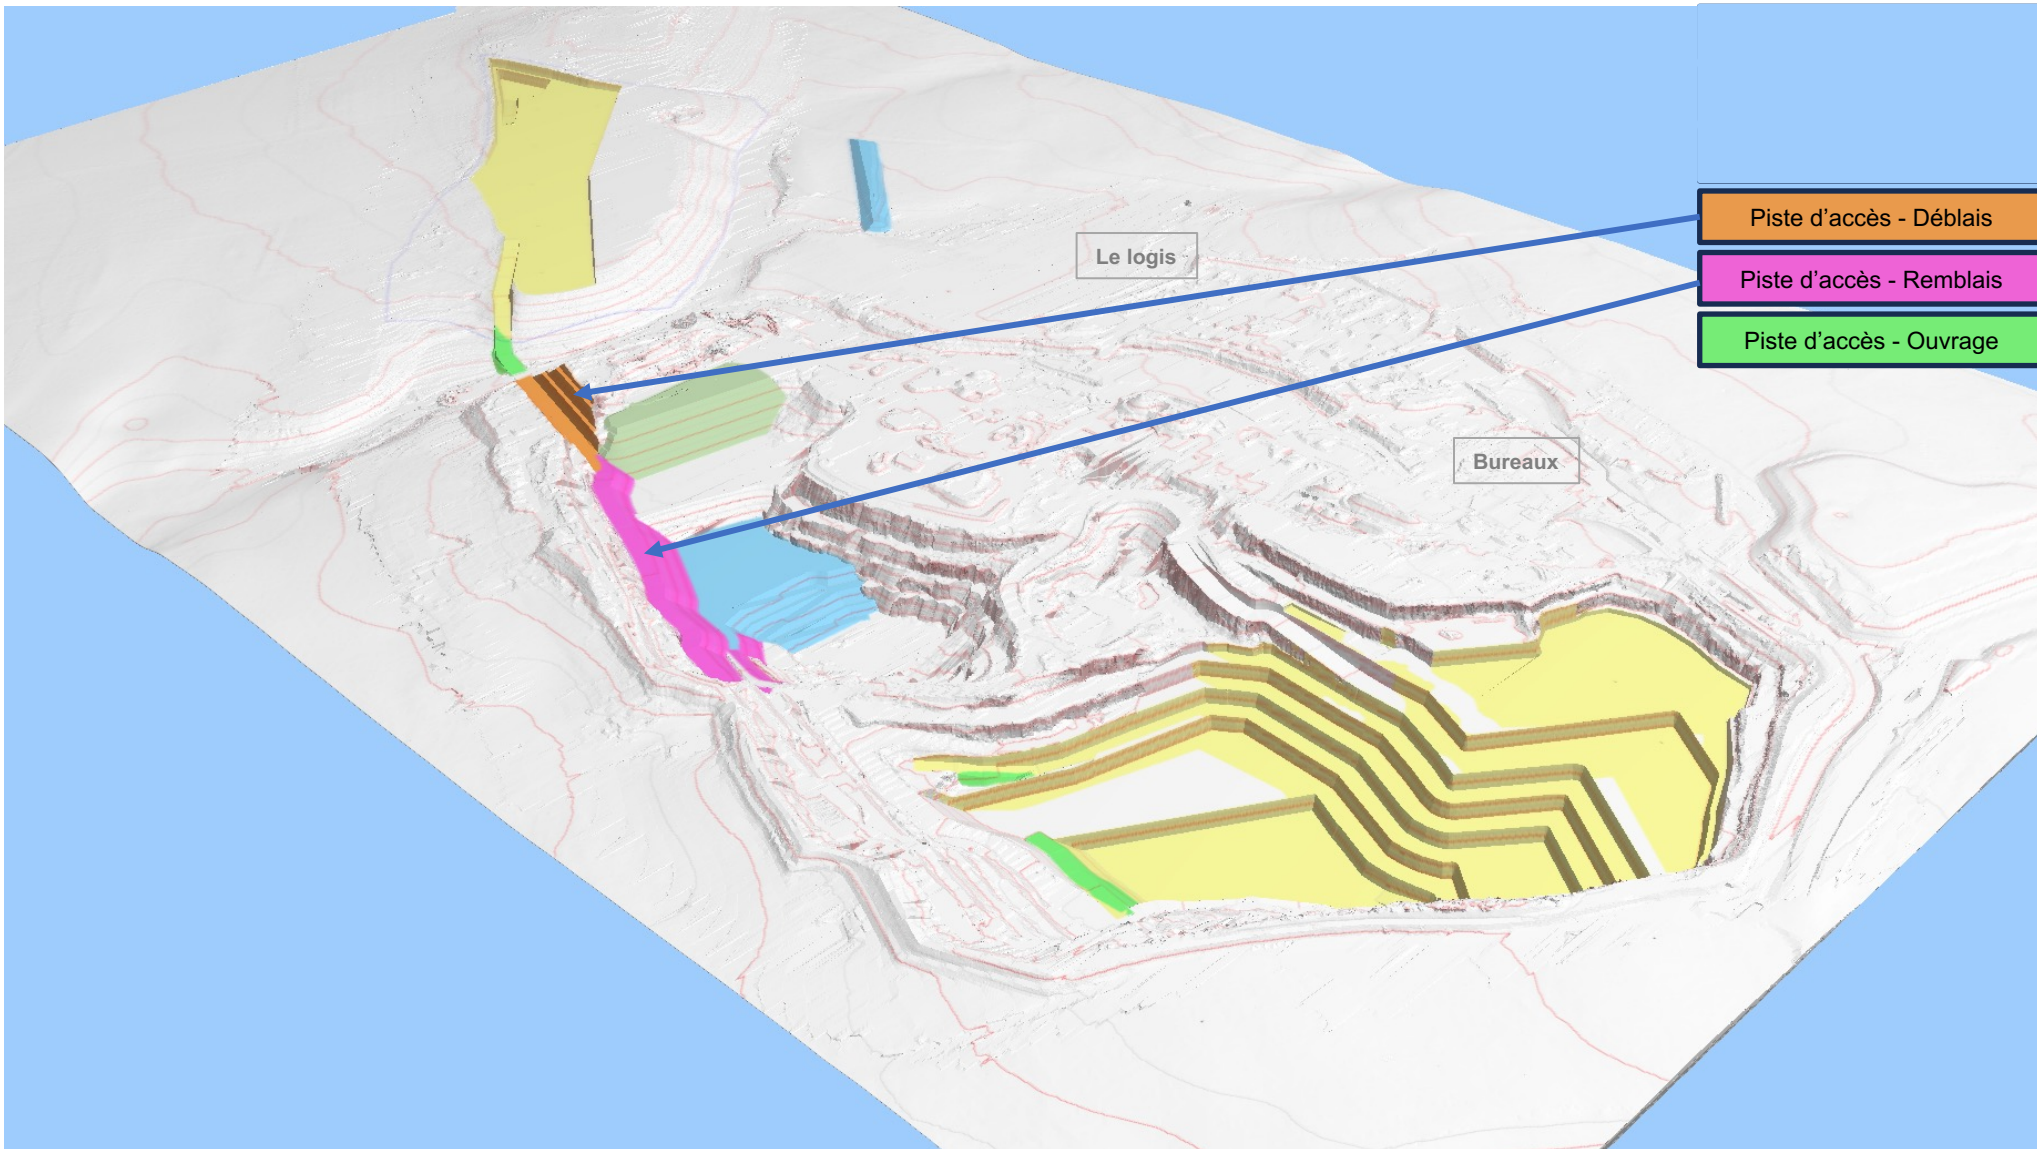 Piste d'accès - Déblais
Le logis
Piste d'accès - Remblais
Piste d'accès - Ouvrage
Bureaux